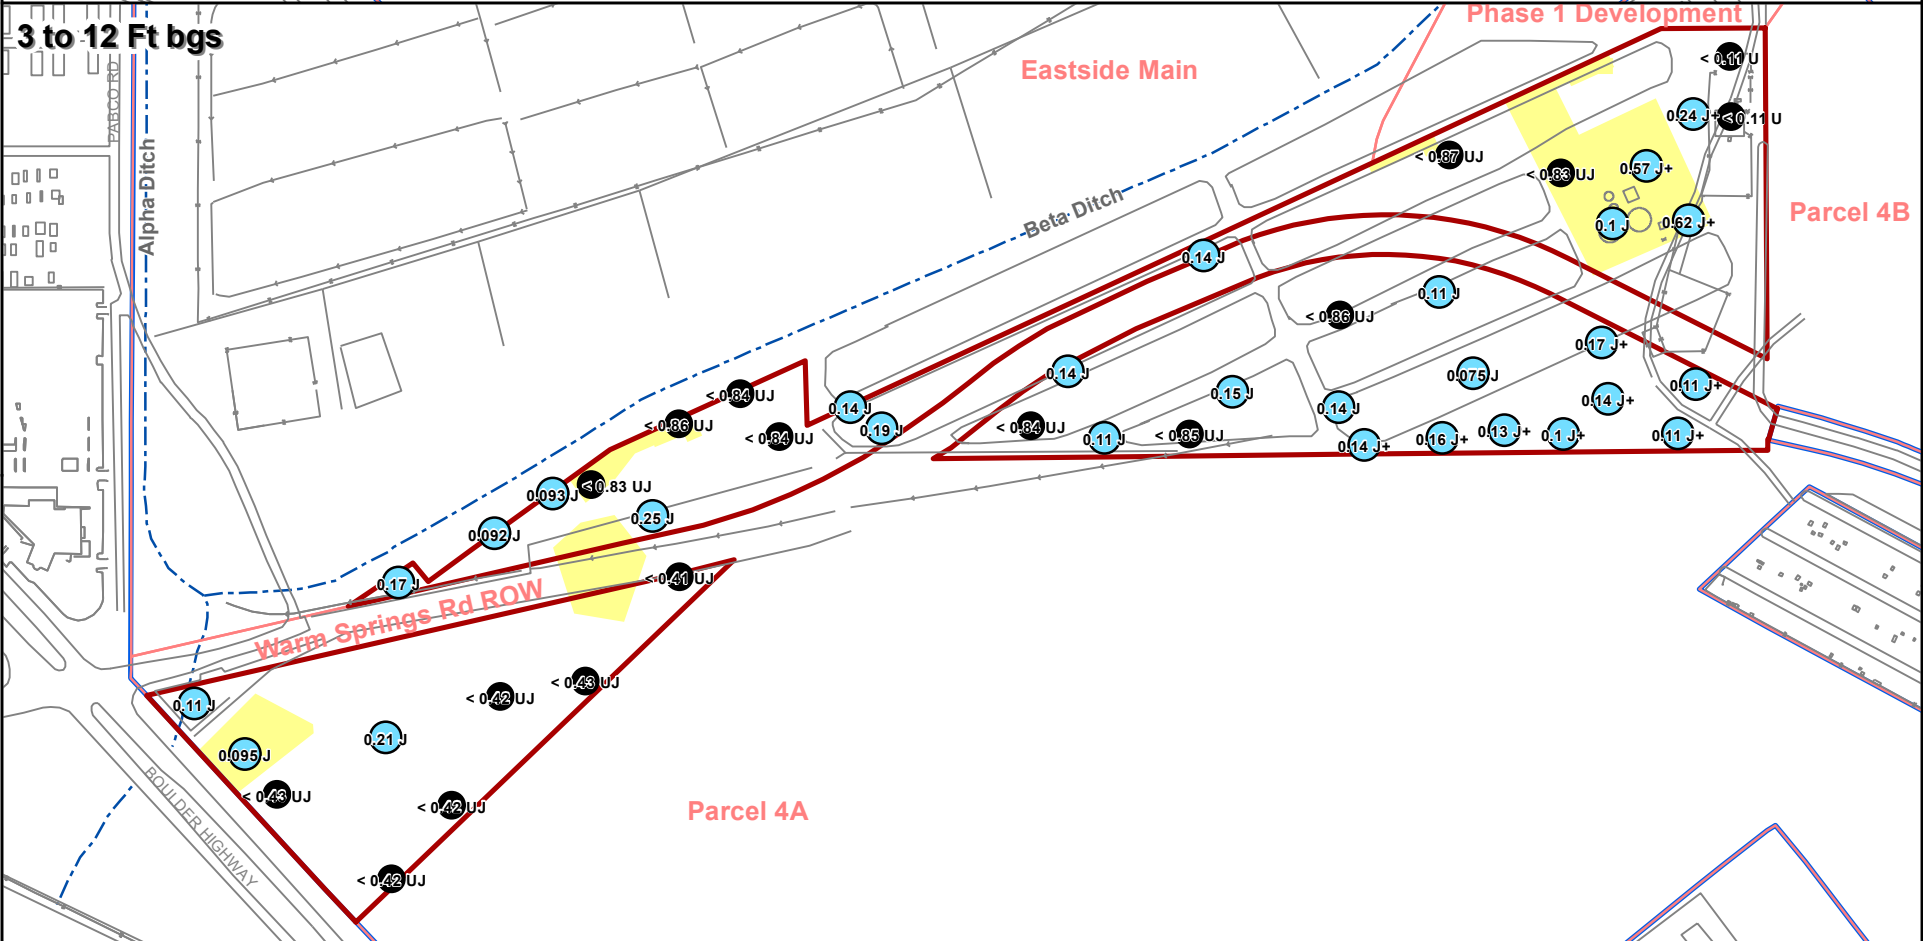 Phase 1 Development
3 to 12 Ft bgs
< 0.11 U
Eastside Main
PABCO RD
0.24 J+
< 0.11 U
Alpha Ditch
< 0.87 UJ
< 0.83 UJ
0.57 J+
Beta Ditch
Parcel 4B
0.1 J
0.62 J+
0.14 J
0.11 J
< 0.86 UJ
0.17 J+
0.14 J
0.075 J
0.11 J+
< 0.84 UJ
0.15 J
0.14 J+
0.14 J
0.14 J
< 0.86 UJ
0.19 J
< 0.84 UJ
< 0.84 UJ
0.11 J
< 0.85 UJ
0.14 J+
0.16 J+
0.13 J+
0.1 J+
0.11 J+
0.093 J
< 0.83 UJ
0.25 J
0.092 J
0.17 J
< 0.41 UJ
Warm Springs Rd ROW
< 0.43 UJ
< 0.42 UJ
0.11 J
0.21 J
0.095 J
< 0.43 UJ
< 0.42 UJ
Parcel 4A
BOULDER HIGHWAY
< 0.42 UJ